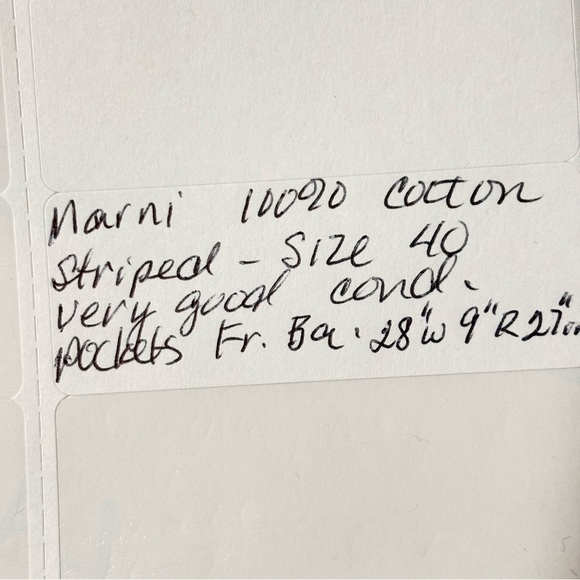 Marni 100% Cotton
Striped - Size 40
very good cond.
pockets Fr. Ba. 28"W 9"R 27"